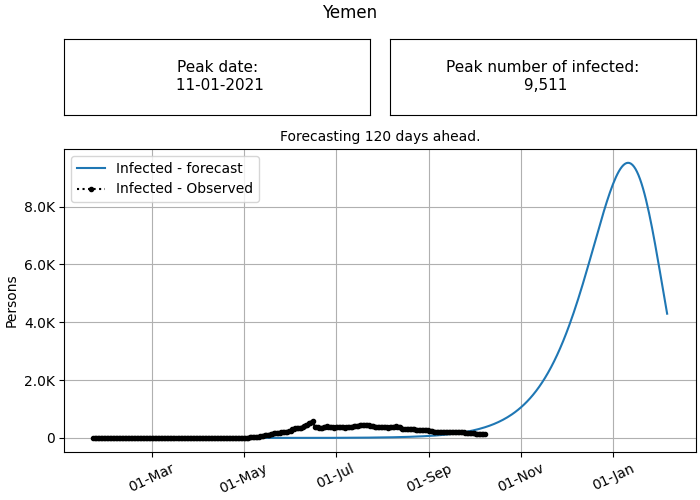 Yemen
Peak date:
11-01-2021
Peak number of infected:
9,511
Forecasting 120 days ahead.
Infected - forecast
Infected - Observed
Persons
8.0K
6.0K
4.0K
2.0K
0
01-Mar
01-May
01-Jul
01-Sep
01-Nov
01-Jan